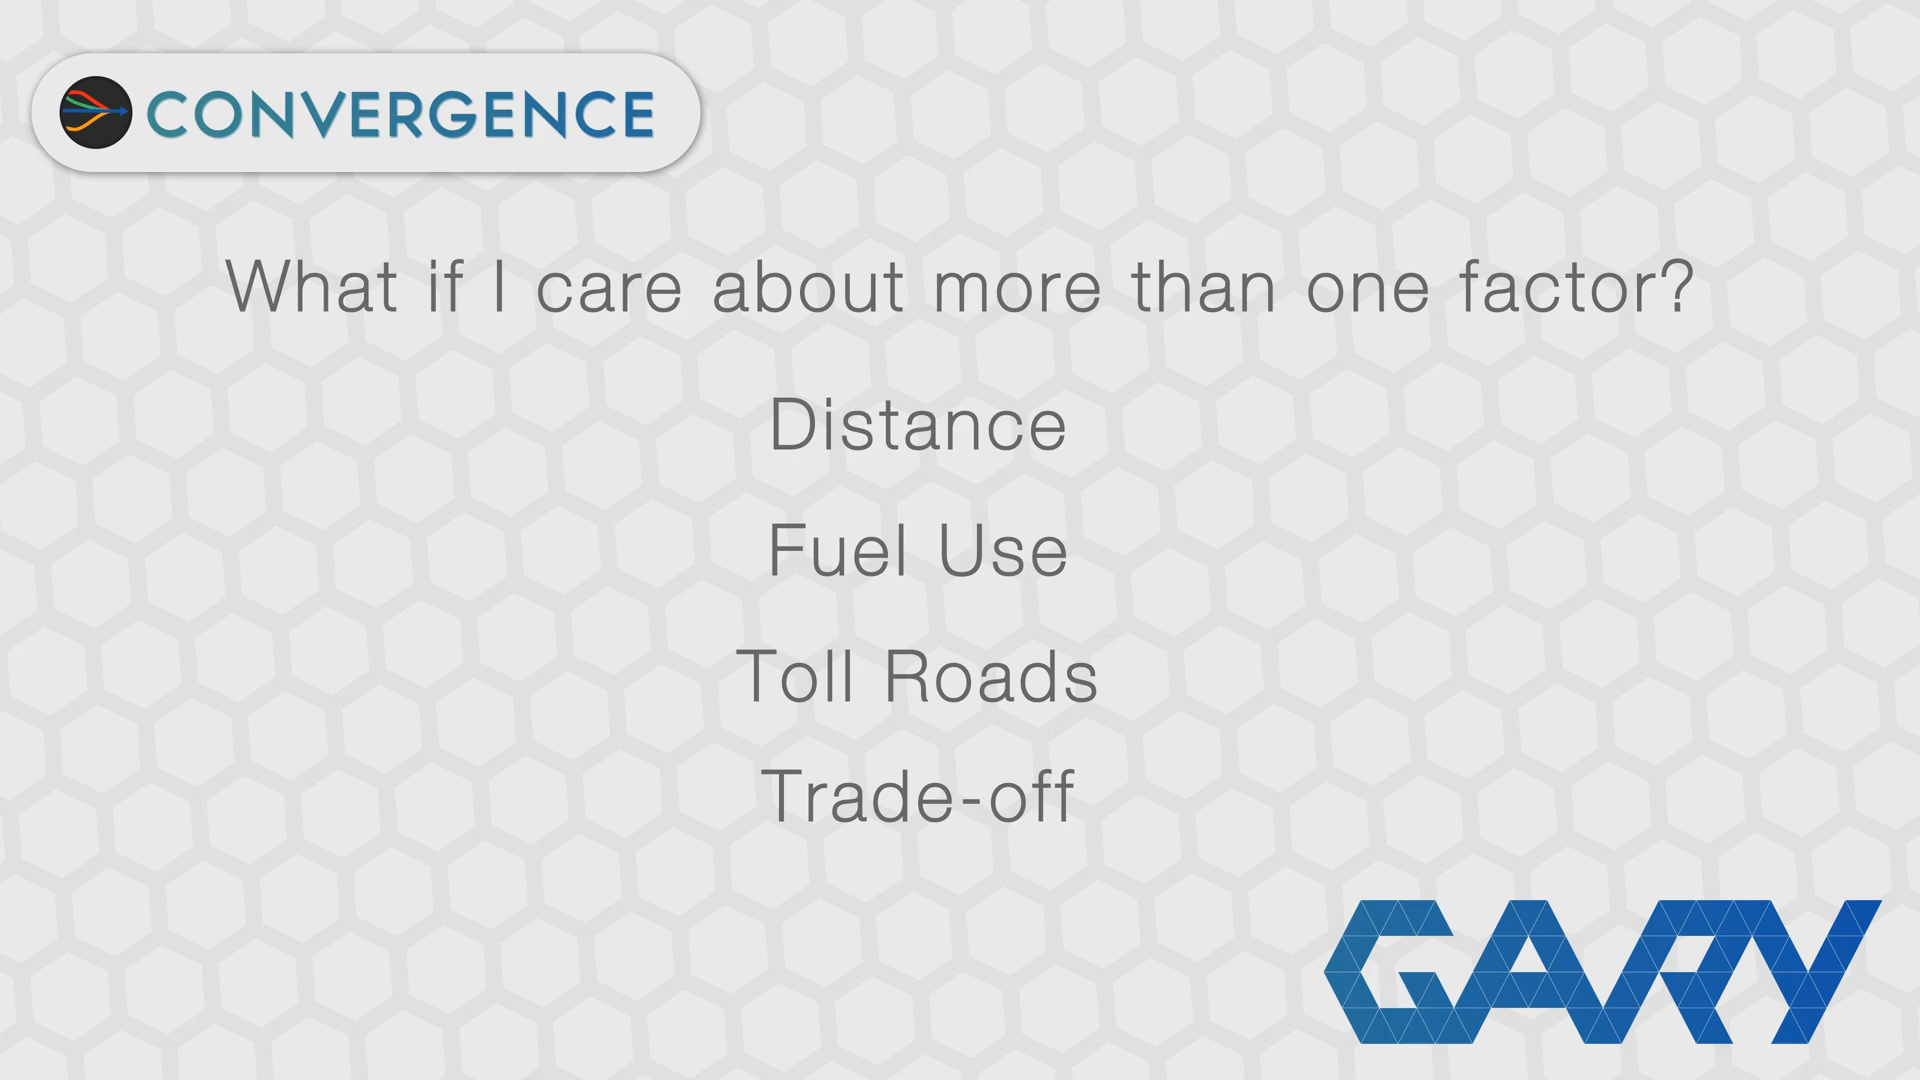 CONVERGENCE
What if I care about more than one factor?
Distance
Fuel Use
Toll Roads
Trade-off
GARY